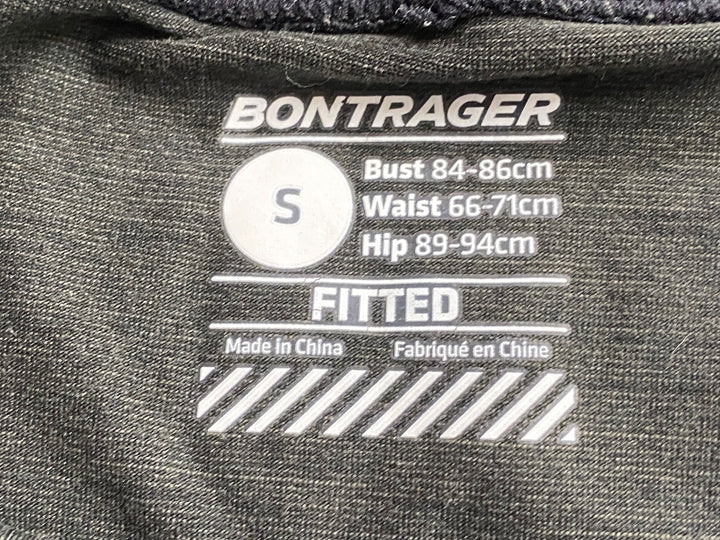 BONTRAGER
S
Bust 84-86cm
Waist 66-71cm
Hip 89-94cm
FITTED
Made in China Fabriqué en Chine